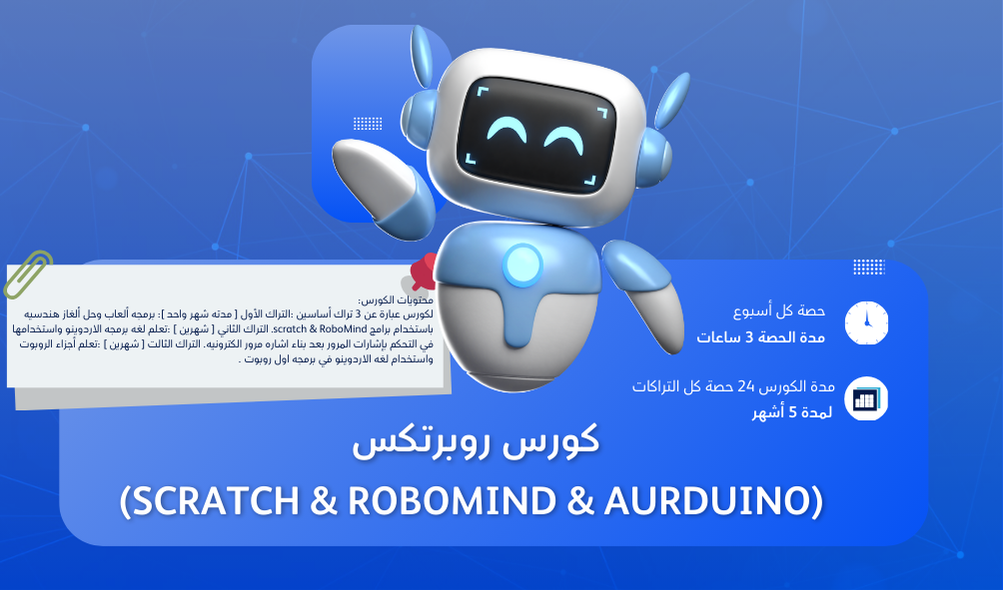 محتويات الكورس:
لكورس عبارة عن 3 تراك أساسين :التراك الأول [ مدته شهر واحد ]: برمجه ألعاب وحل ألغاز هندسيه
باستخدام برامج scratch & RoboMind. التراك الثاني [ شهرين ] :تعلم لغه برمجه الاردوينو واستخدامها
في التحكم بإشارات المرور بعد بناء اشاره مرور الكترونيه. التراك الثالت [ شهرين ] :تعلم أجزاء الروبوت
واستخدام لغه الاردوينو في برمجه اول روبوت .
حصة كل أسبوع
مدة الحصة 3 ساعات
مدة الكورس 24 حصة كل التراكات
لمدة 5 أشهر
كورس روبرتكس
(SCRATCH & ROBOMIND & AURDUINO)